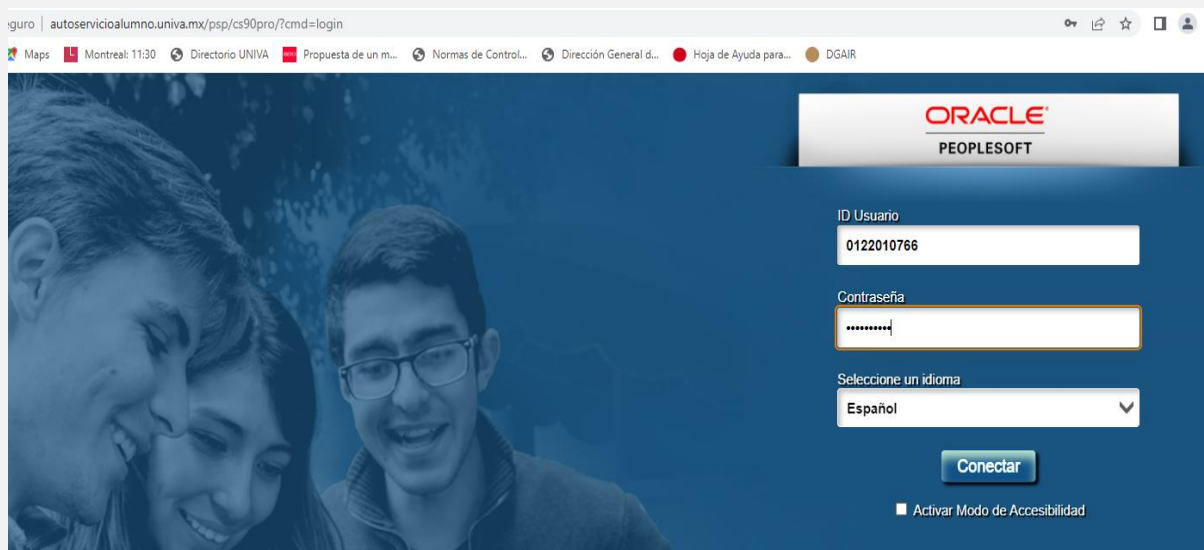 eguro | autoservicioalumno.univa.mx/psp/cs90pro/?cmd=login
Maps Montreal: 11:30 Directorio UNIVA Propuesta de un m... Normas de Control... Dirección General d... Hoja de Ayuda para... DGAIR
ORACLE
PEOPLESOFT
ID Usuario
0122010766
Contraseña
••••••••••
Seleccione un idioma
Español
Conectar
Activar Modo de Accesibilidad